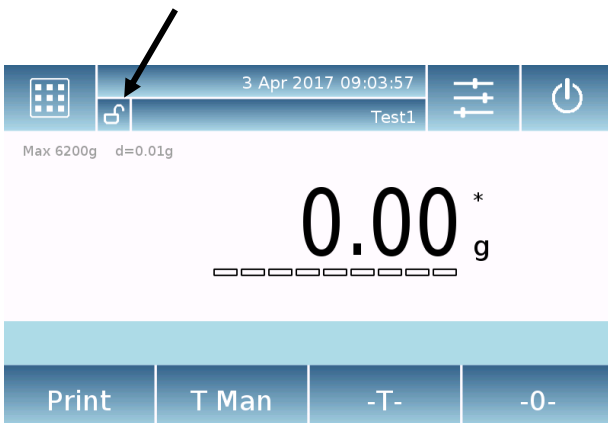 3 Apr 2017 09:03:57
Test1
Max 6200g d=0.01g
0.00 *
g
Print T Man -T- -0-